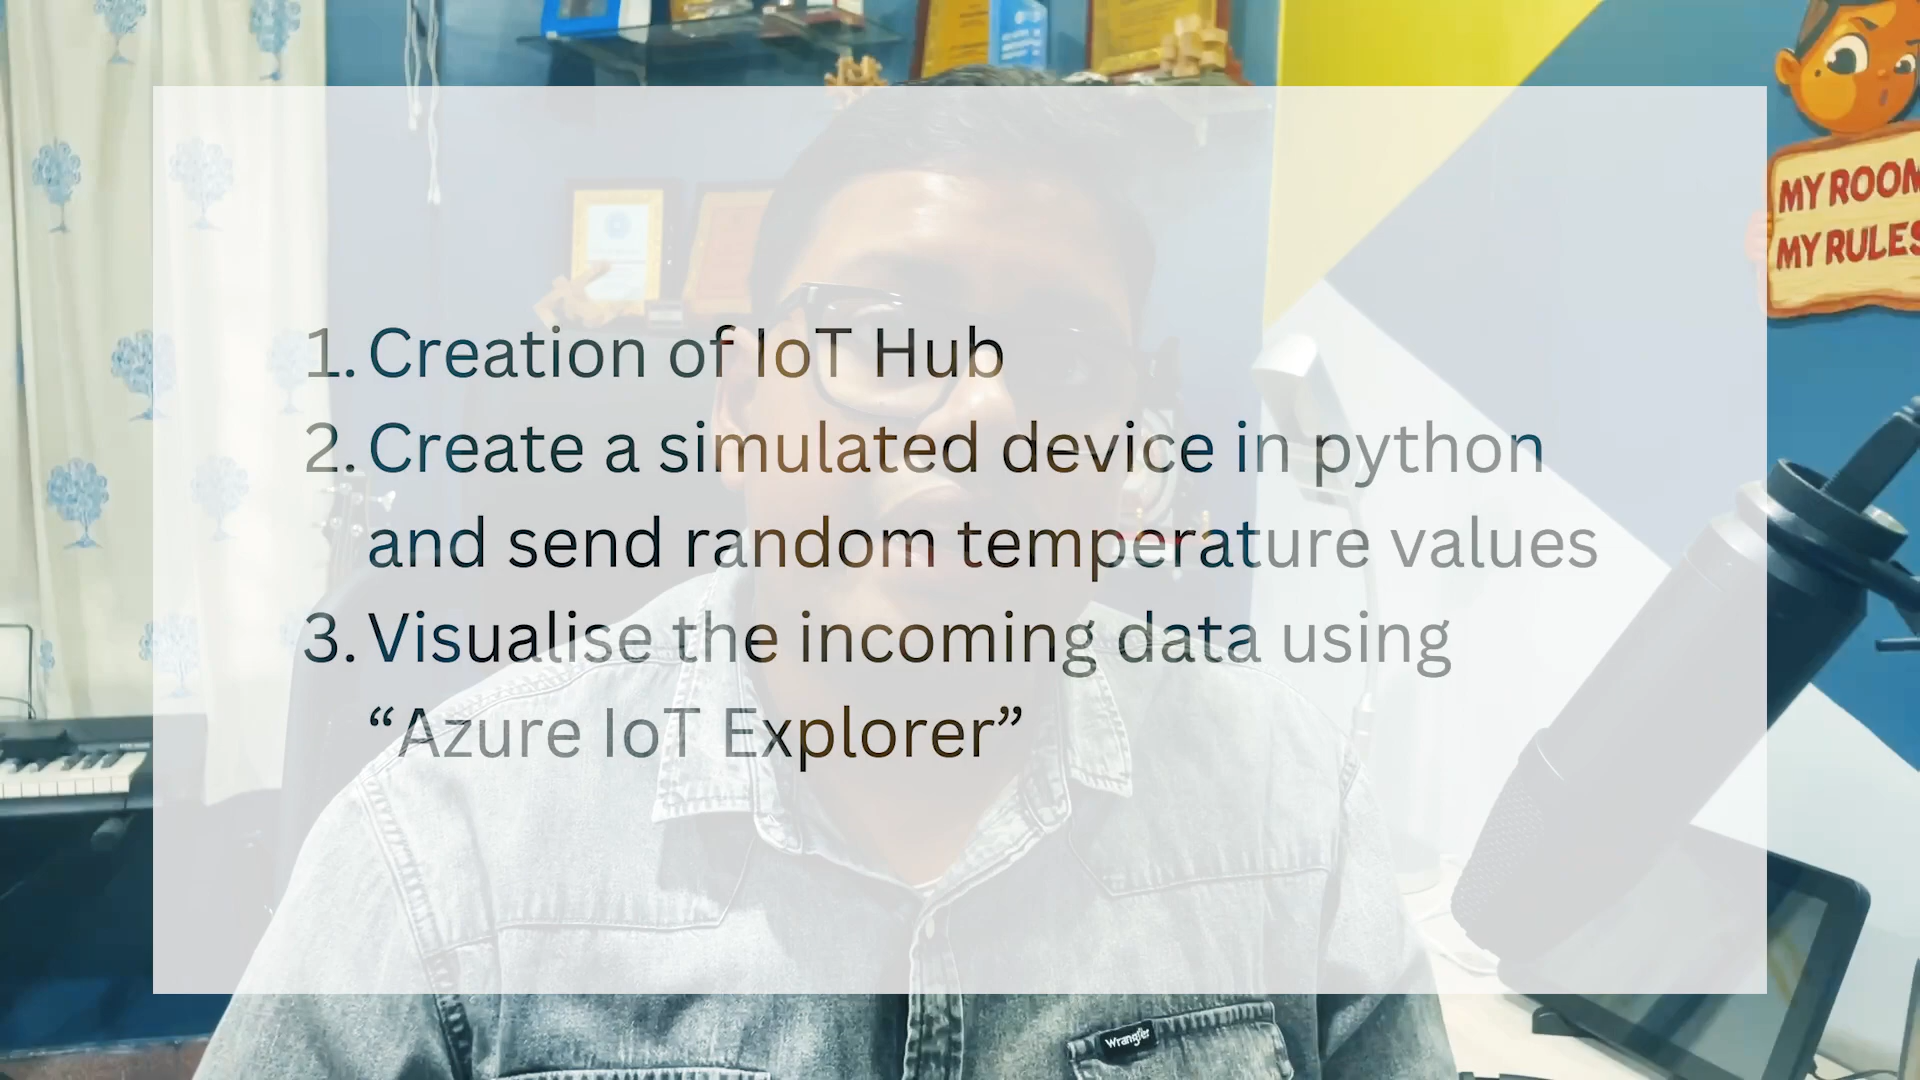 1. Creation of IoT Hub
2. Create a simulated device in python
and send random temperature values
3. Visualise the incoming data using
“Azure IoT Explorer”
MY ROOM
MY RULES
Wrangler